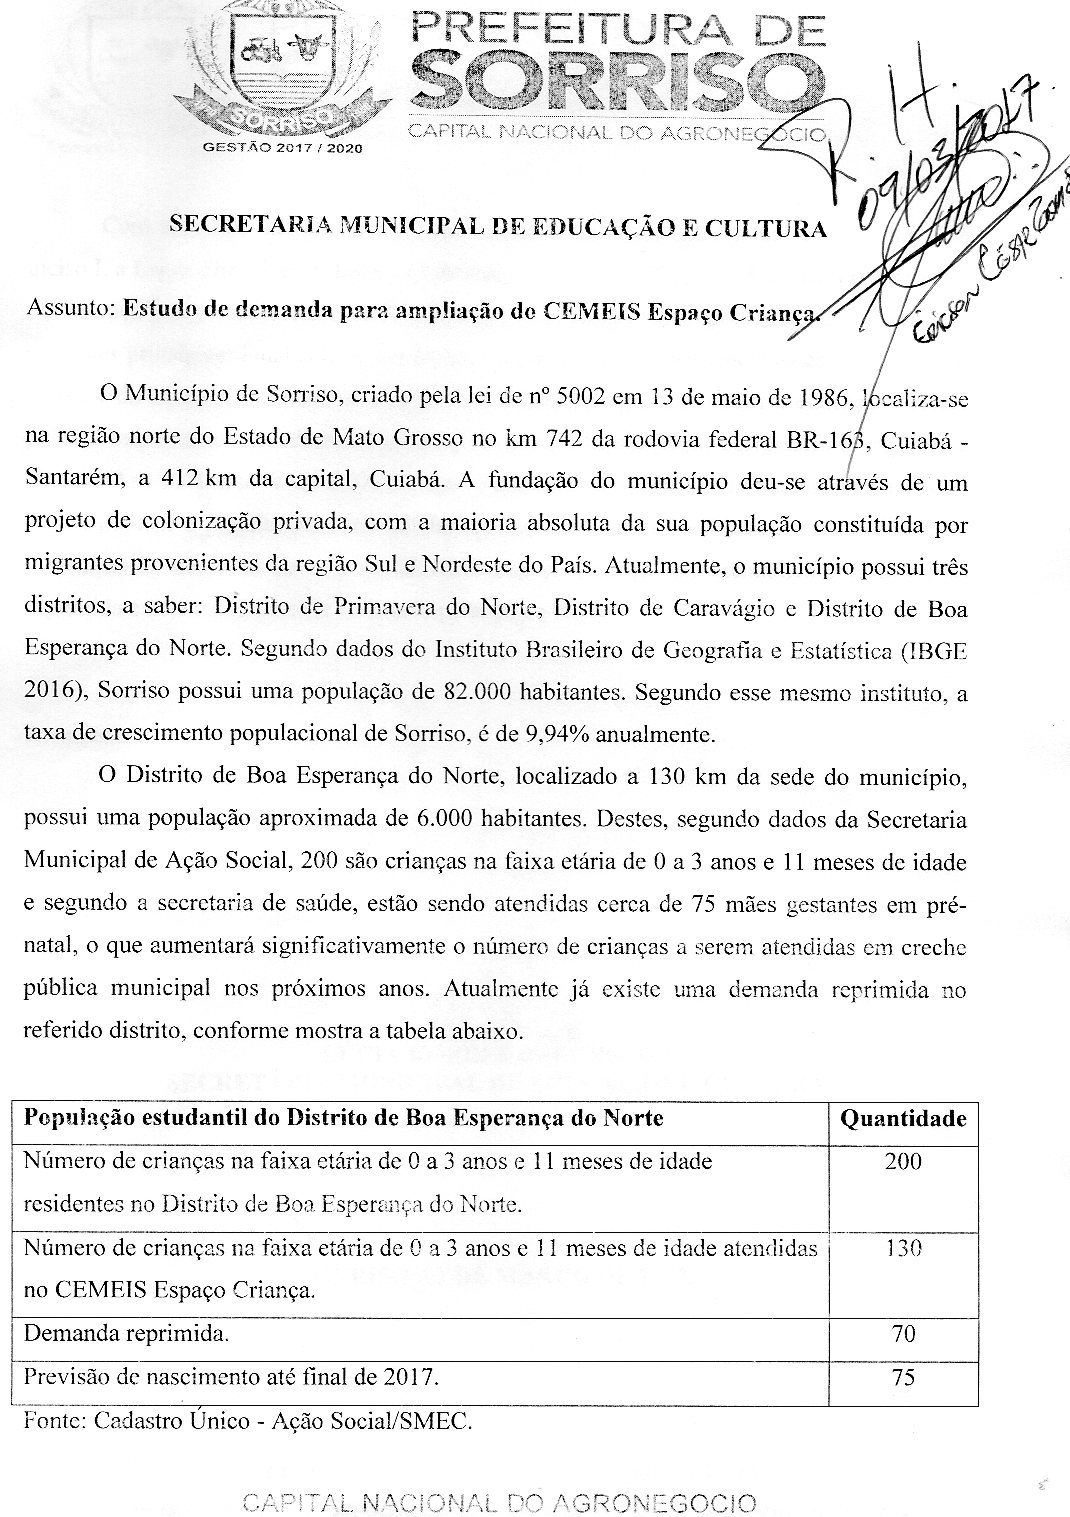 PREFEITURA DE
SORRISO
CAPITAL NACIONAL DO AGRONEGÓCIO
SORRISO
GESTÃO 2017 / 2020
R. H.
09/03/2017
SECRETARIA MUNICIPAL DE EDUCAÇÃO E CULTURA
Assunto: Estudo de demanda para ampliação do CEMEIS Espaço Criança.
O Município de Sorriso, criado pela lei de nº 5002 em 13 de maio de 1986, localiza-se
na região norte do Estado de Mato Grosso no km 742 da rodovia federal BR-163, Cuiabá -
Santarém, a 412 km da capital, Cuiabá. A fundação do município deu-se através de um
projeto de colonização privada, com a maioria absoluta da sua população constituída por
migrantes provenientes da região Sul e Nordeste do País. Atualmente, o município possui três
distritos, a saber: Distrito de Primavera do Norte, Distrito de Caravágio e Distrito de Boa
Esperança do Norte. Segundo dados do Instituto Brasileiro de Geografia e Estatística (IBGE
2016), Sorriso possui uma população de 82.000 habitantes. Segundo esse mesmo instituto, a
taxa de crescimento populacional de Sorriso, é de 9,94% anualmente.
O Distrito de Boa Esperança do Norte, localizado a 130 km da sede do município,
possui uma população aproximada de 6.000 habitantes. Destes, segundo dados da Secretaria
Municipal de Ação Social, 200 são crianças na faixa etária de 0 a 3 anos e 11 meses de idade
e segundo a secretaria de saúde, estão sendo atendidas cerca de 75 mães gestantes em pré-
natal, o que aumentará significativamente o número de crianças a serem atendidas em creche
pública municipal nos próximos anos. Atualmente já existe uma demanda reprimida no
referido distrito, conforme mostra a tabela abaixo.
População estudantil do Distrito de Boa Esperança do Norte Quantidade
Número de crianças na faixa etária de 0 a 3 anos e 11 meses de idade 200
residentes no Distrito de Boa Esperança do Norte.
Número de crianças na faixa etária de 0 a 3 anos e 11 meses de idade atendidas 130
no CEMEIS Espaço Criança.
Demanda reprimida. 70
Previsão de nascimento até final de 2017. 75
Fonte: Cadastro Único - Ação Social/SMEC.
CAPITAL NACIONAL DO AGRONEGOCIO